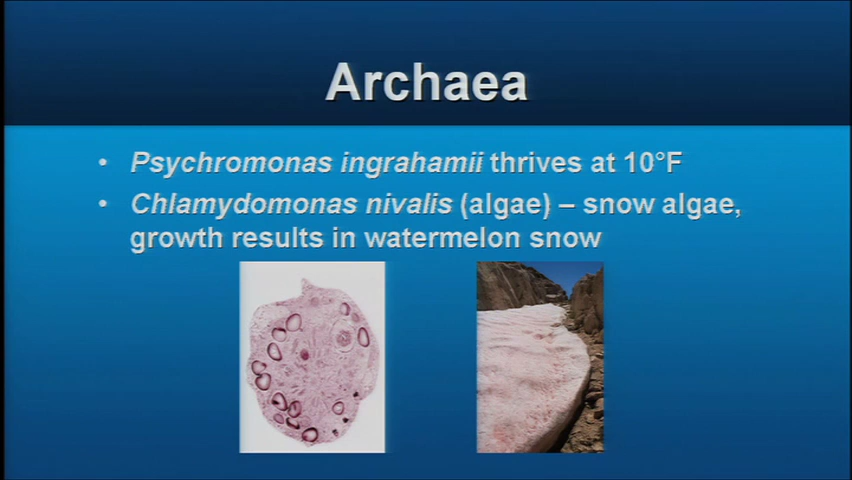 Archaea
• Psychromonas ingrahamii thrives at 10°F
• Chlamydomonas nivalis (algae) – snow algae,
growth results in watermelon snow